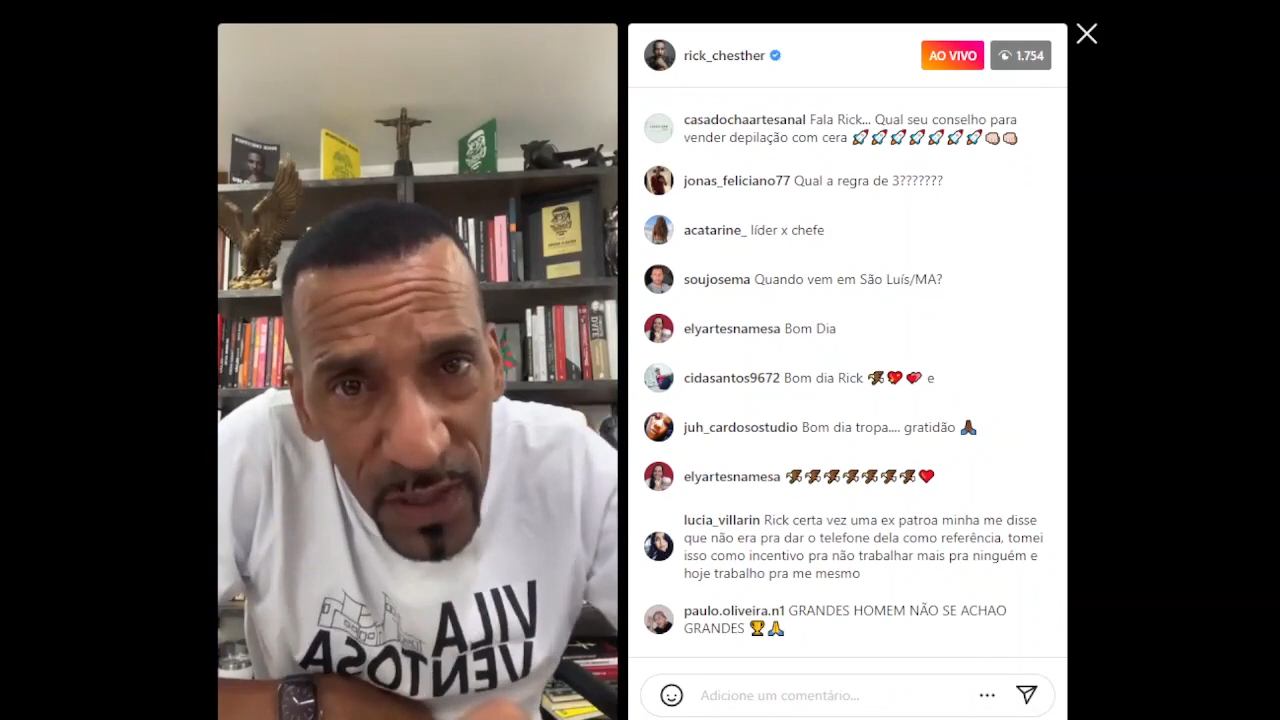 rick_chesther
AO VIVO
1.754
casadochaartesanal Fala Rick... Qual seu conselho para
vender depilação com cera 🚀🚀🚀🚀🚀🚀🚀👊🏻👊🏻
jonas_feliciano77 Qual a regra de 3???????
acatarine_ líder x chefe
soujosema Quando vem em São Luís/MA?
elyartesnamesa Bom Dia
cidasantos9672 Bom dia Rick 🐎💖💕 e
juh_cardosostudio Bom dia tropa.... gratidão 🙏🏾
elyartesnamesa ❤️
lucia_villarin Rick certa vez uma ex patroa minha me disse
que não era pra dar o telefone dela como referência, tomei
isso como incentivo pra não trabalhar mais pra ninguém e
hoje trabalho pra me mesmo
paulo.oliveira.n1 GRANDES HOMEM NÃO SE ACHAO
GRANDES 🏆🙏
Adicione um comentário...
VILA
VENTOSA